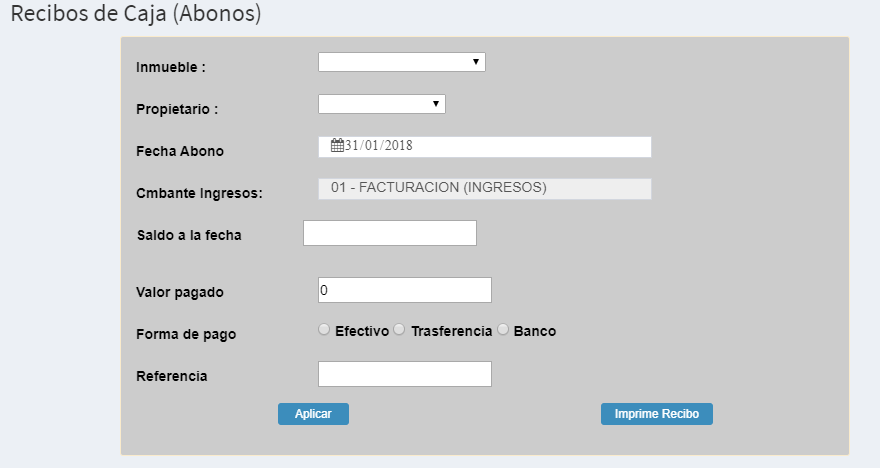 Recibos de Caja (Abonos)
Inmueble :
Propietario :
Fecha Abono 31/01/2018
Cmbante Ingresos: 01 - FACTURACION (INGRESOS)
Saldo a la fecha
Valor pagado 0
Forma de pago Efectivo Trasferencia Banco
Referencia
Aplicar Imprime Recibo